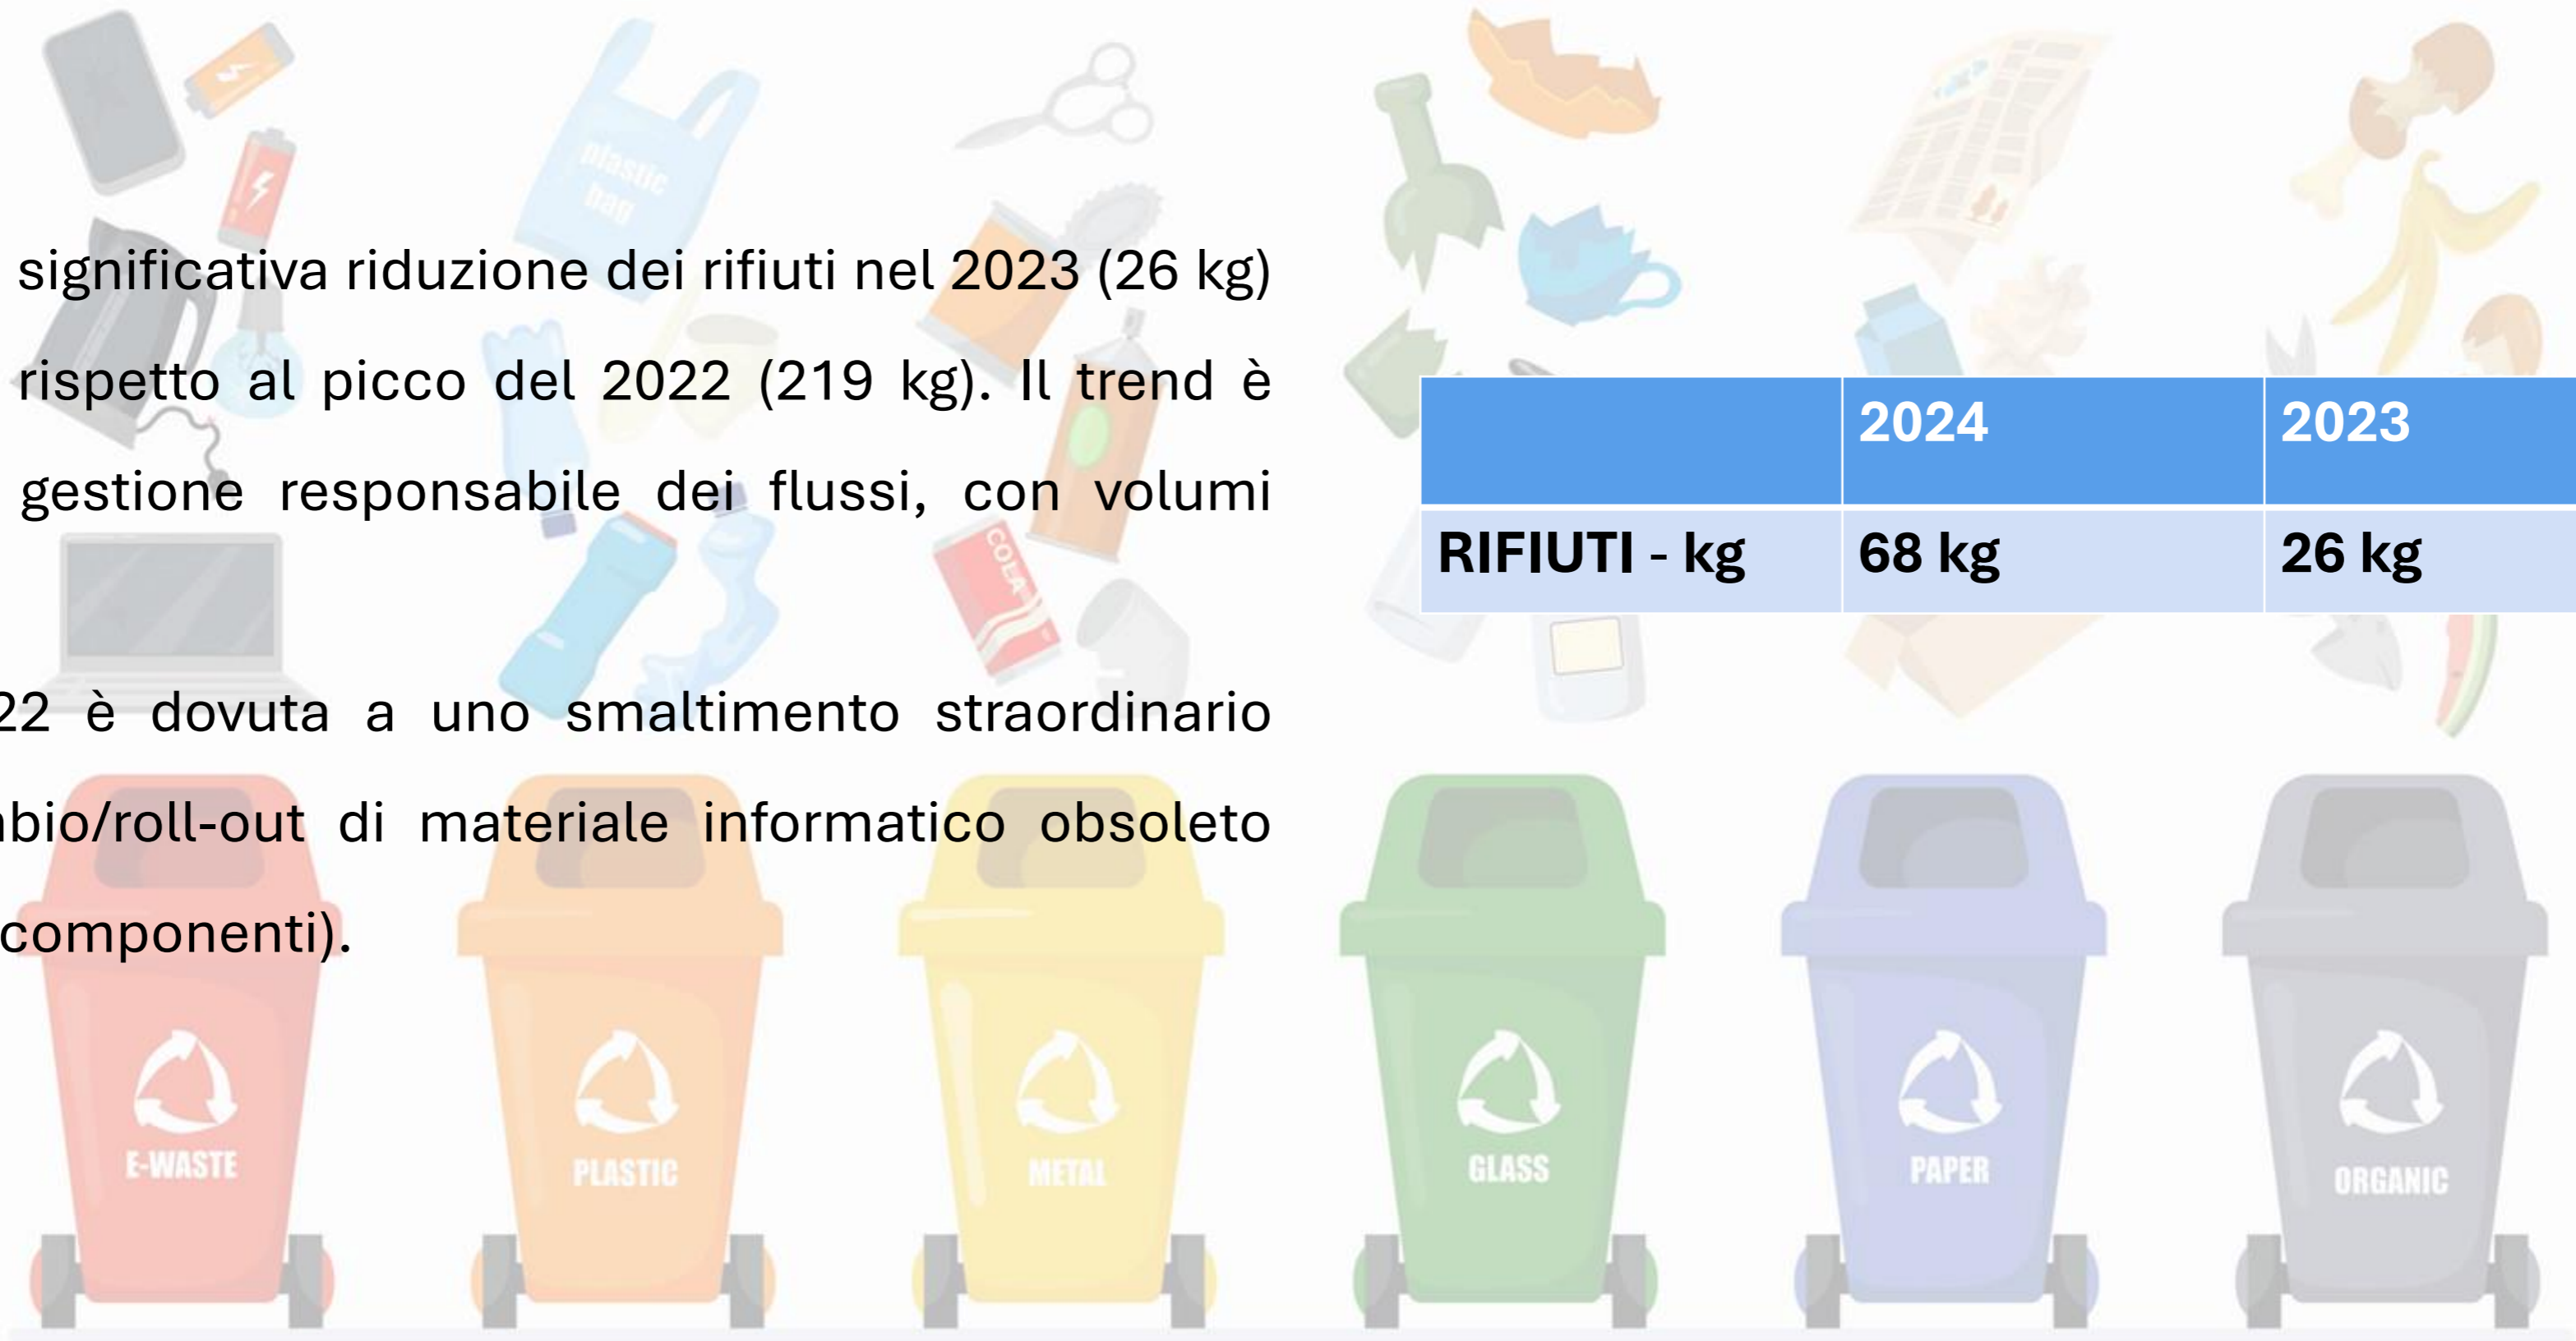 significativa riduzione dei rifiuti nel 2023 (26 kg)
rispetto al picco del 2022 (219 kg). Il trend è
gestione responsabile dei flussi, con volumi
22 è dovuta a uno smaltimento straordinario
bio/roll-out di materiale informatico obsoleto
componenti).
2024 2023
RIFIUTI - kg 68 kg 26 kg
plastic
bag
COLA
E-WASTE
PLASTIC
METAL
GLASS
PAPER
ORGANIC